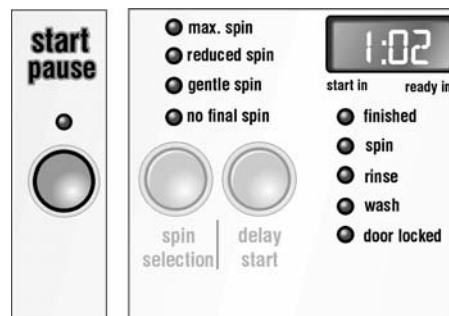 start
pause
max. spin
reduced spin
gentle spin
no final spin
spin
selection
delay
start
1:02
start in ready in
finished
spin
rinse
wash
door locked